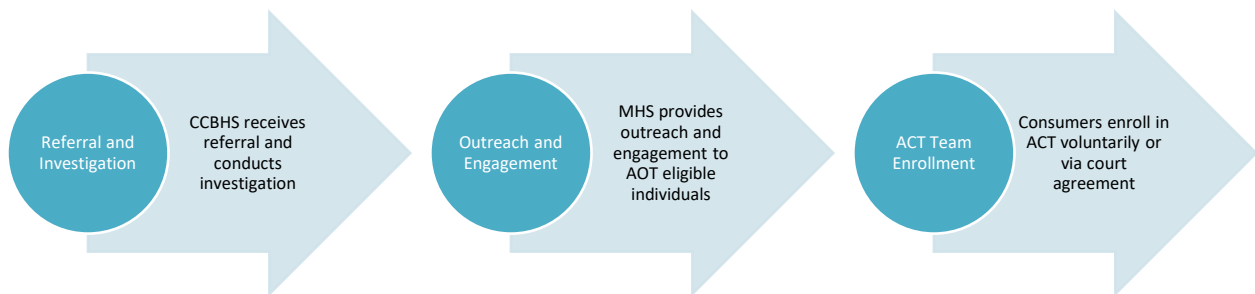 Referral and
Investigation
CCBHS receives
referral and
conducts
investigation
Outreach and
Engagement
MHS provides
outreach and
engagement to
AOT eligible
individuals
ACT Team
Enrollment
Consumers enroll in
ACT voluntarily or
via court
agreement